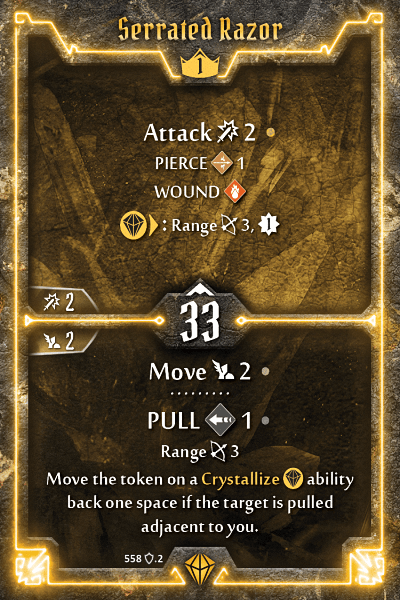 Serrated Razor
1
Attack 2
PIERCE 1
WOUND
: Range 3, 1
2
33
2
Move 2
PULL 1
Range 3
Move the token on a Crystallize ability
back one space if the target is pulled
adjacent to you.
558 .2